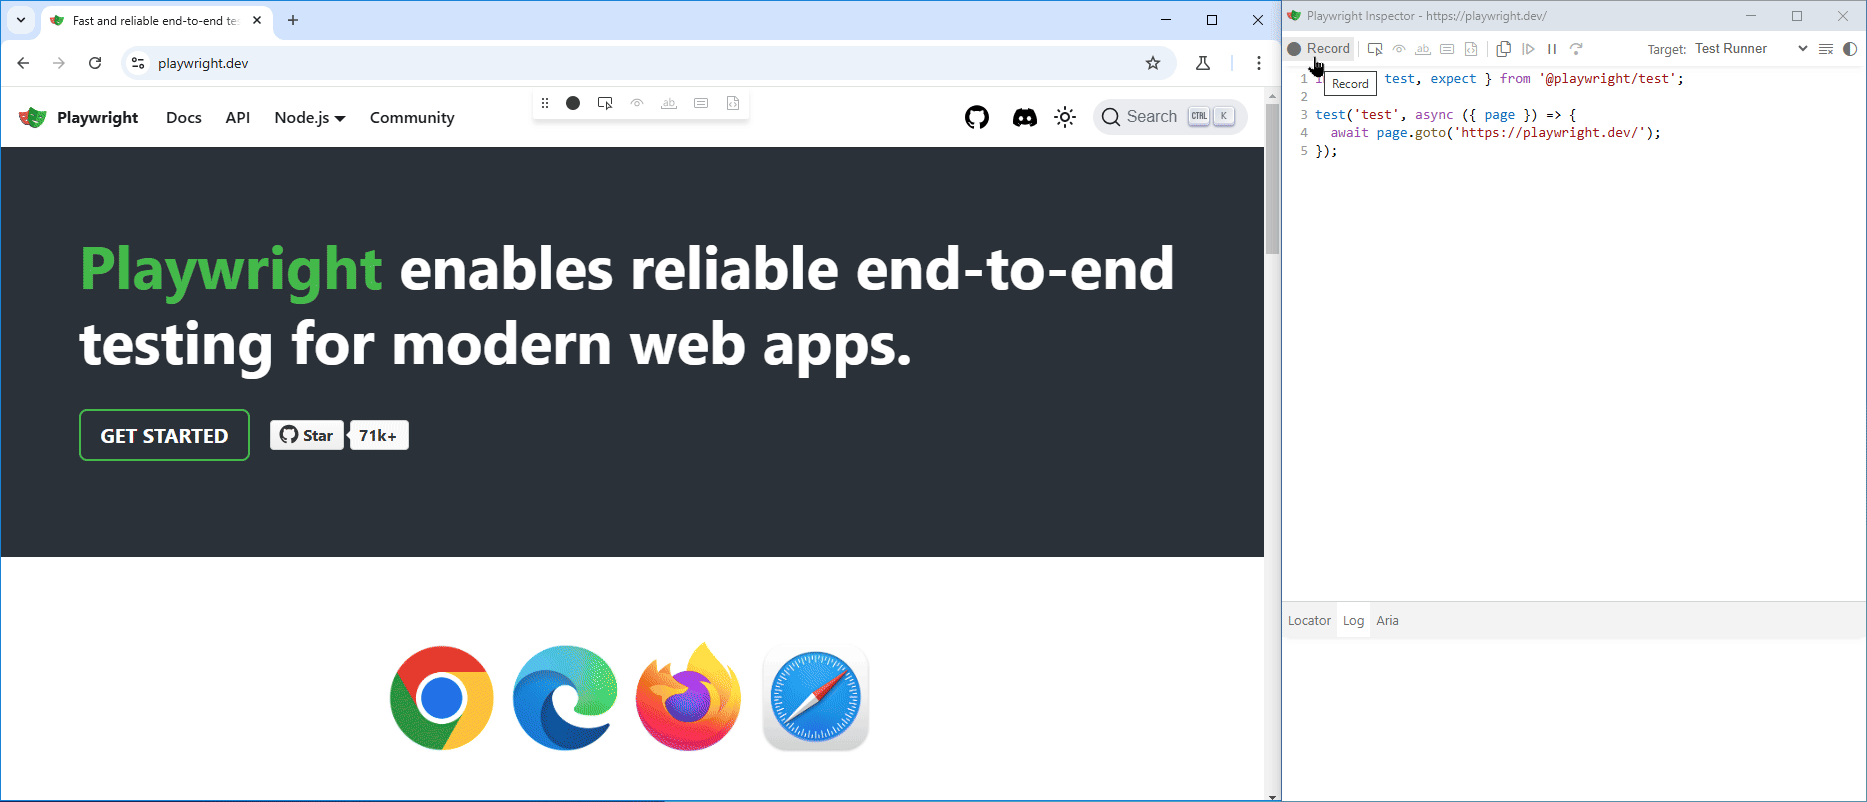 Fast and reliable end-to-end te
playwright.dev
Playwright
Docs
API
Node.js
Community
Search
CTRL
K
Playwright enables reliable end-to-end
testing for modern web apps.
GET STARTED
Star
71k+
Playwright Inspector - https://playwright.dev/
Record
Target:
Test Runner
Record
1 test, expect } from '@playwright/test';
2
3 test('test', async ({ page }) => {
4 await page.goto('https://playwright.dev/');
5 });
Locator
Log
Aria